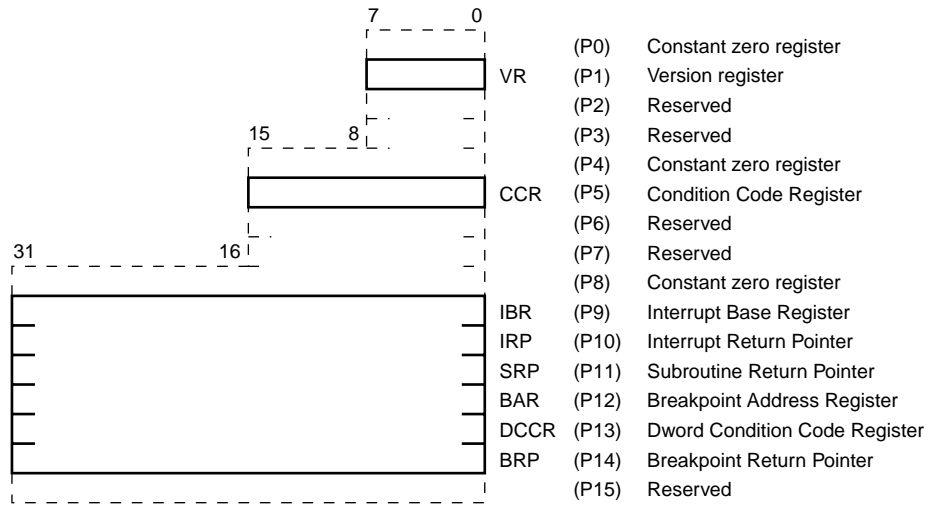 7 0
(P0) Constant zero register
VR (P1) Version register
(P2) Reserved
15 8 (P3) Reserved
(P4) Constant zero register
CCR (P5) Condition Code Register
(P6) Reserved
31 16 (P7) Reserved
(P8) Constant zero register
IBR (P9) Interrupt Base Register
IRP (P10) Interrupt Return Pointer
SRP (P11) Subroutine Return Pointer
BAR (P12) Breakpoint Address Register
DCCR (P13) Dword Condition Code Register
BRP (P14) Breakpoint Return Pointer
(P15) Reserved